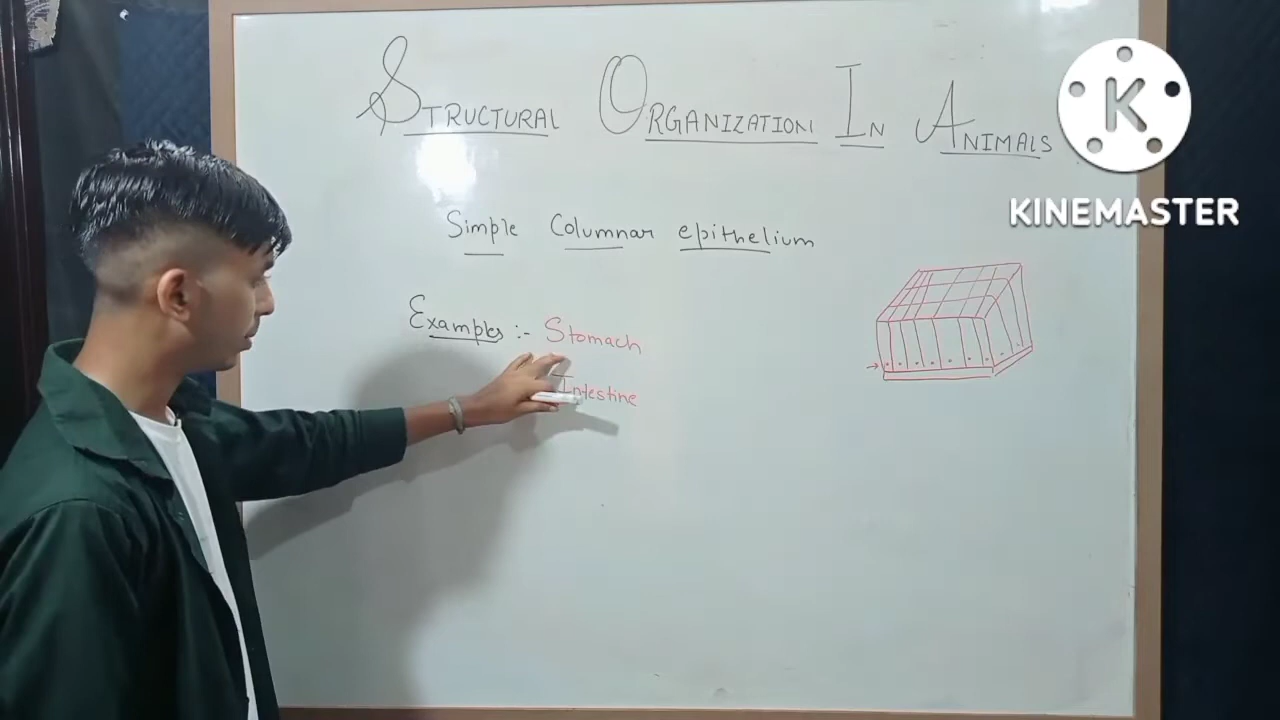 STRUCTURAL ORGANIZATION IN ANIMALS
KINEMASTER
Simple Columnar epithelium
Examples :- Stomach
Intestine